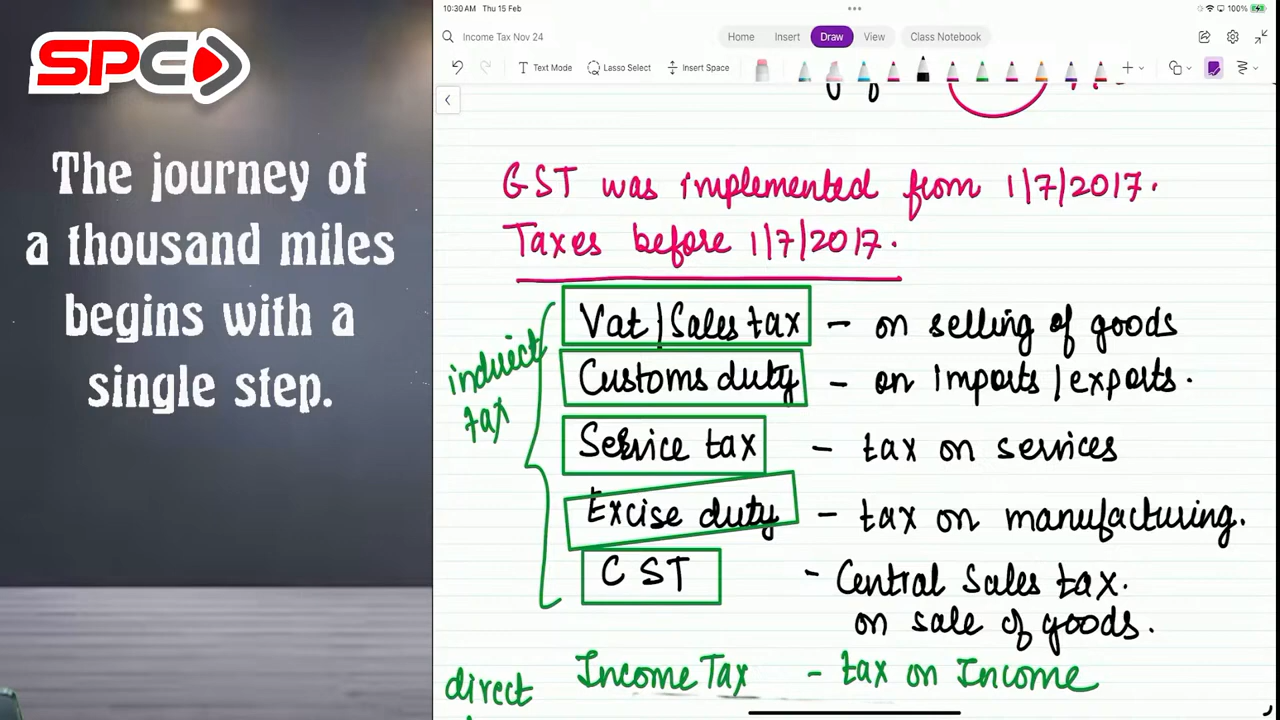 SPE
The journey of
a thousand miles
begins with a
single step.
10:30 AM Thu 15 Feb
100%
Income Tax Nov 24
Home Insert Draw View Class Notebook
Text Mode Lasso Select Insert Space
GST was implemented from 1/7/2017.
Taxes before 1/7/2017.
indirect tax
Vat/Sales tax - on selling of goods
Customs duty - on imports/exports.
Service tax - tax on services
Excise duty - tax on manufacturing.
CST - Central Sales tax.
on sale of goods.
direct
Income Tax - tax on Income